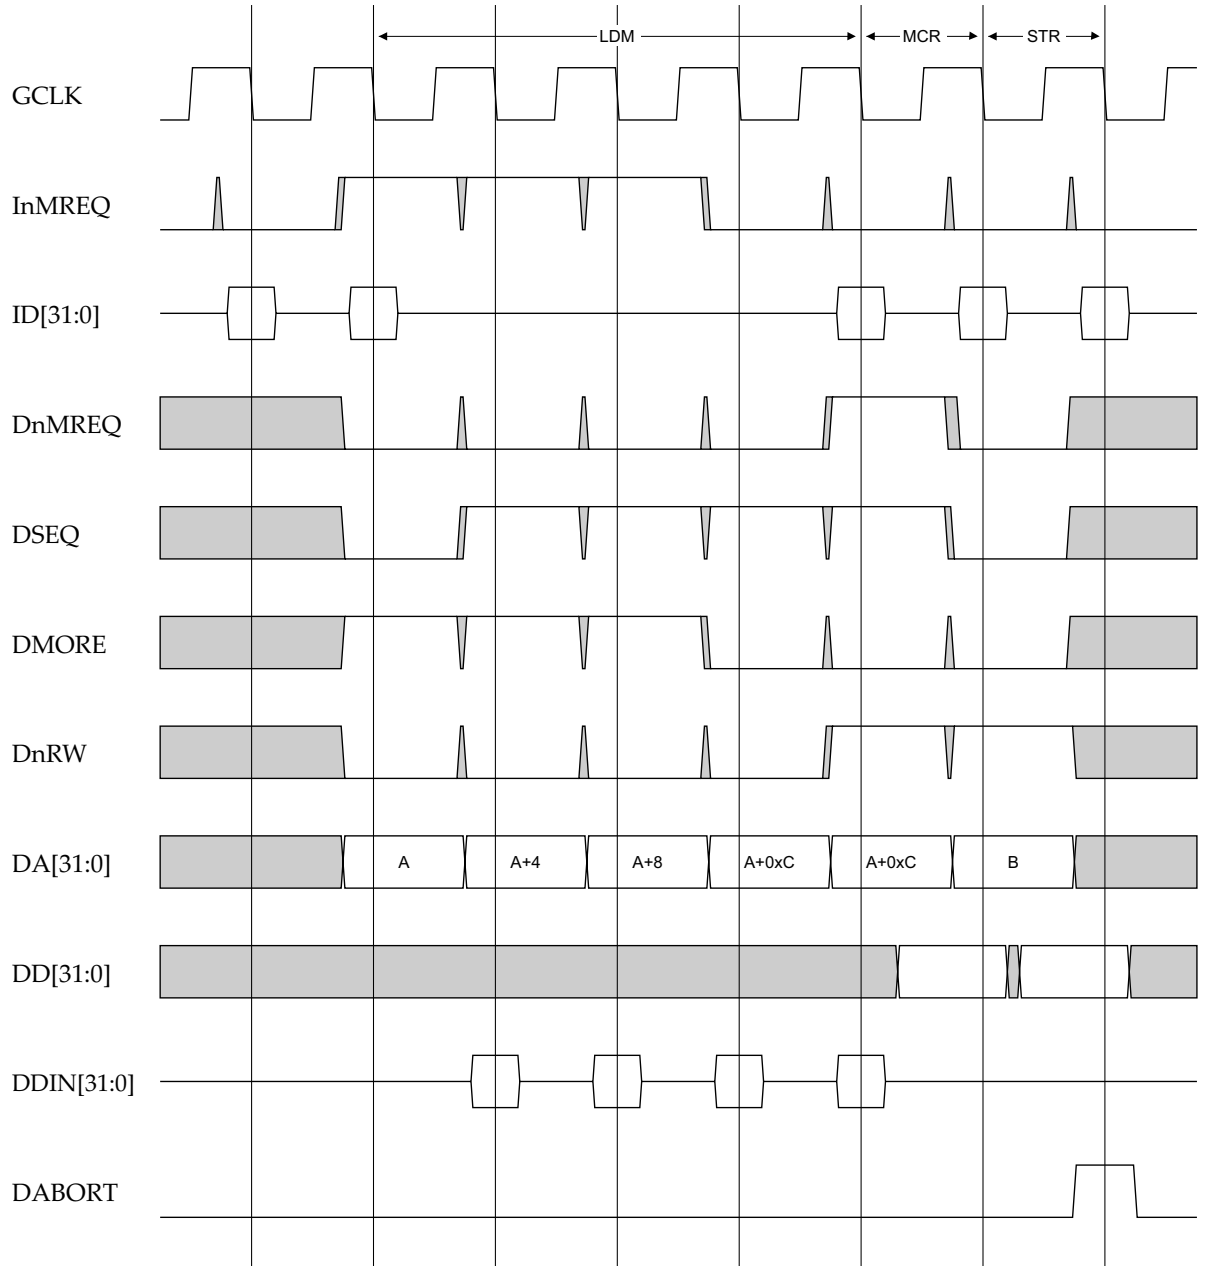 LDM MCR STR
GCLK
InMREQ
ID[31:0]
DnMREQ
DSEQ
DMORE
DnRW
DA[31:0] A A+4 A+8 A+0xC A+0xC B
DD[31:0]
DDIN[31:0]
DABORT